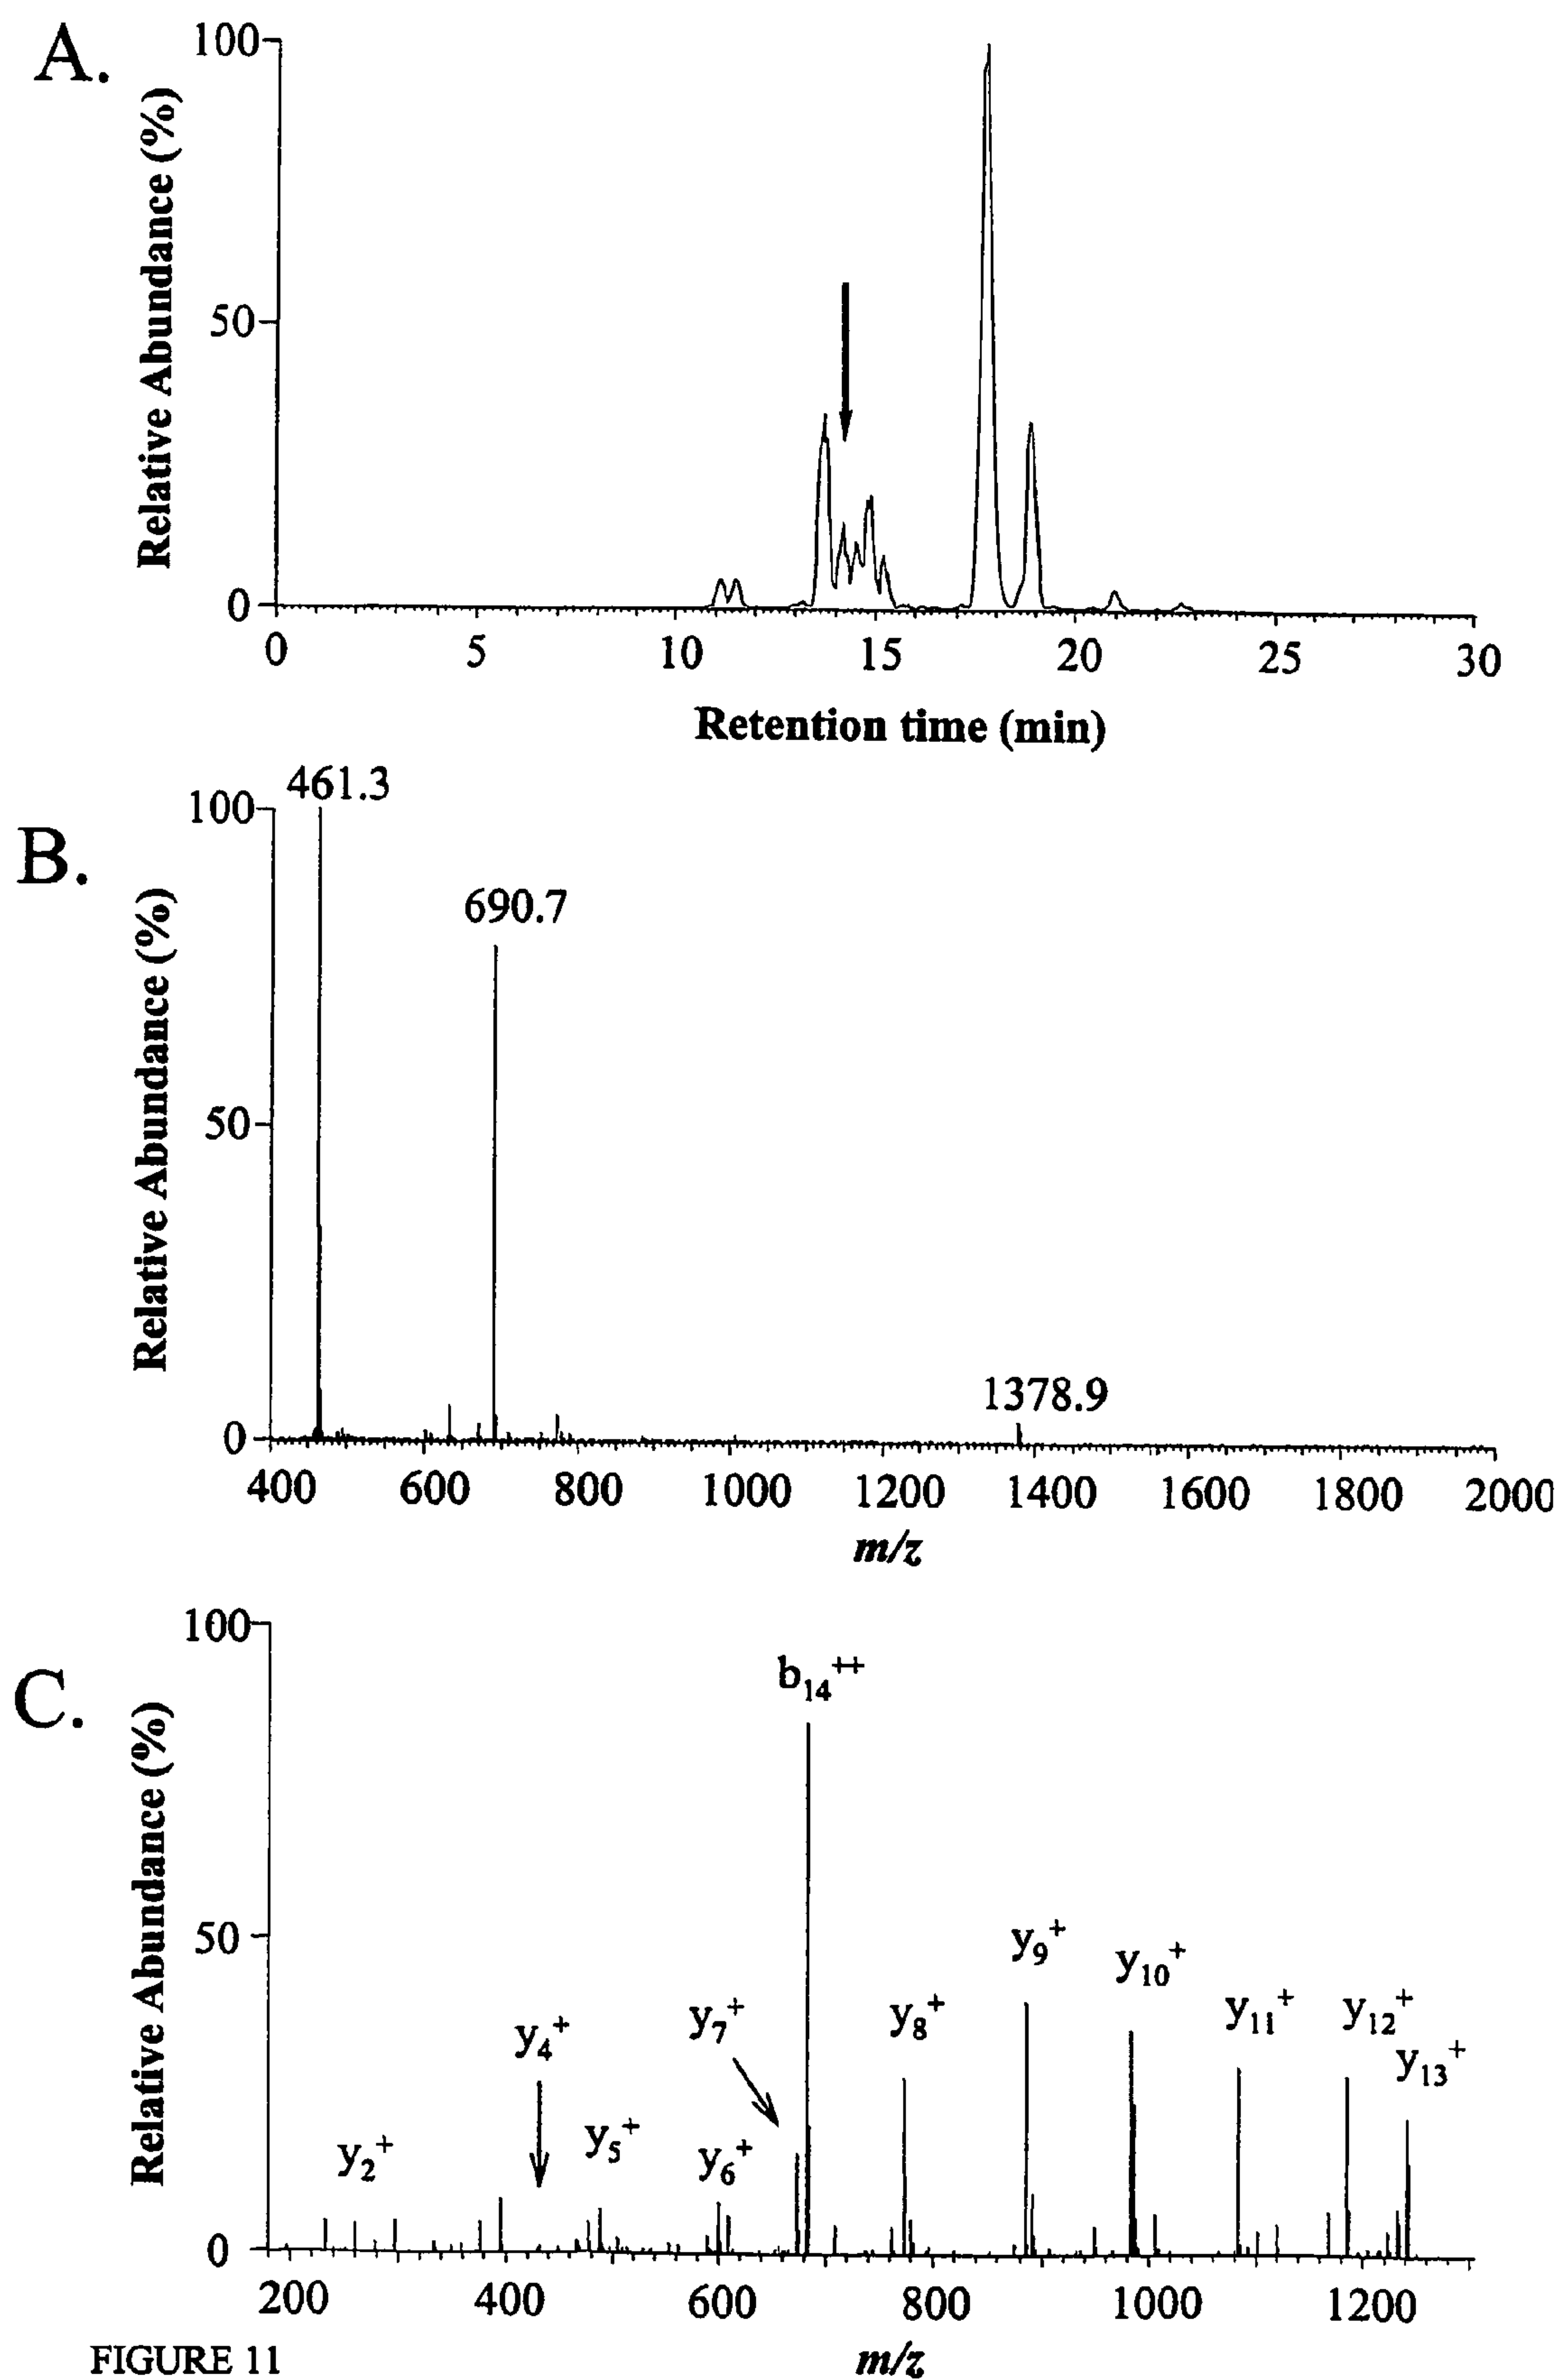 A.
Relative Abundance (%)
100
50
0
0 5 10 15 20 25 30
Retention time (min)
B.
Relative Abundance (%)
100
50
0
461.3
690.7
1378.9
400 600 800 1000 1200 1400 1600 1800 2000
m/z
C.
Relative Abundance (%)
100
50
0
b14++
y2+
y4+
y5+
y6+
y7+
y8+
y9+
y10+
y11+
y12+
y13+
200 400 600 800 1000 1200
m/z
FIGURE 11